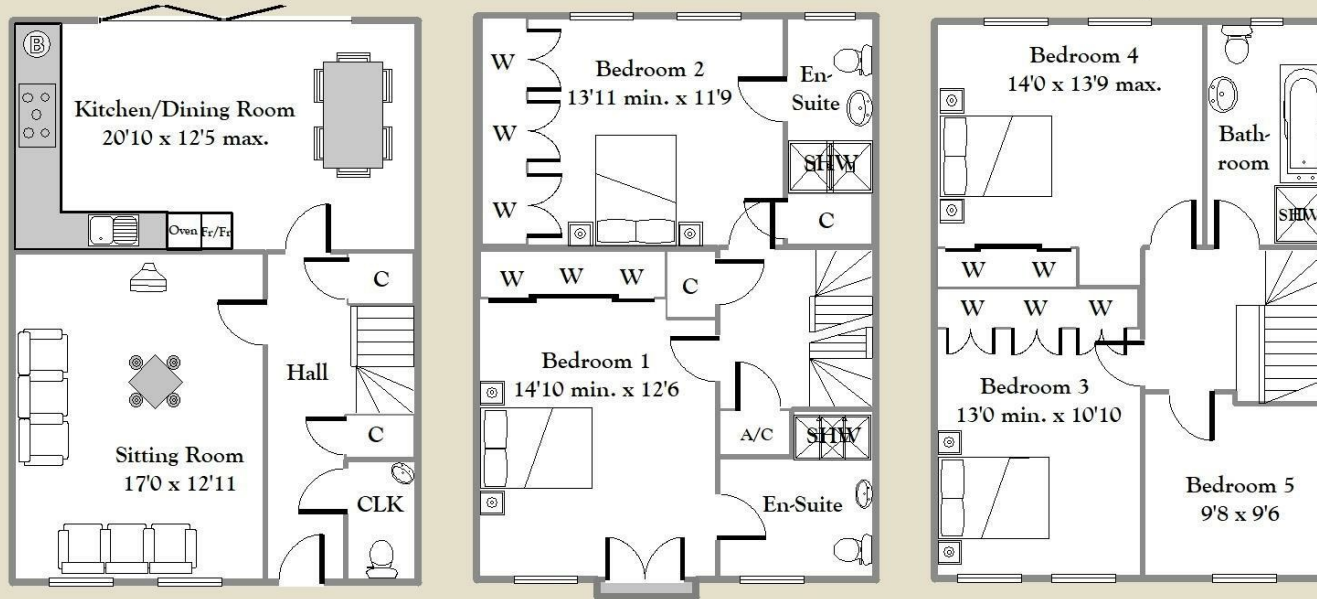 B
Kitchen/Dining Room
20'10 x 12'5 max.
Oven
Fr/Fr
C
Hall
C
Sitting Room
17'0 x 12'11
CLK
W
W
W
Bedroom 2
13'11 min. x 11'9
En-
Suite
SHW
C
W
W
W
C
Bedroom 1
14'10 min. x 12'6
A/C
SHW
En-Suite
Bedroom 4
14'0 x 13'9 max.
Bath-
room
SHW
W
W
W
W
W
Bedroom 3
13'0 min. x 10'10
Bedroom 5
9'8 x 9'6